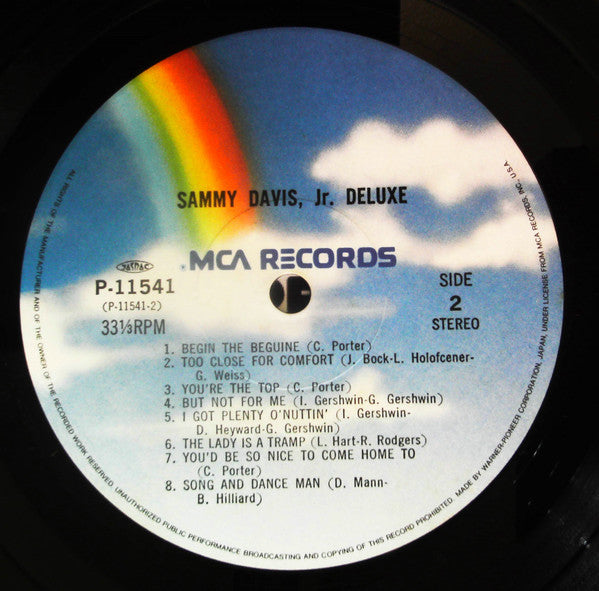 SAMMY DAVIS, Jr. DELUXE
MCA RECORDS
JASRAC
P-11541
(P-11541-2)
33⅓RPM
SIDE
2
STEREO
1. BEGIN THE BEGUINE (C. Porter)
2. TOO CLOSE FOR COMFORT (J. Bock-L. Holofcener-
G. Weiss)
3. YOU'RE THE TOP (C. Porter)
4. BUT NOT FOR ME (I. Gershwin-G. Gershwin)
5. I GOT PLENTY O'NUTTIN' (I. Gershwin-
D. Heyward-G. Gershwin)
6. THE LADY IS A TRAMP (L. Hart-R. Rodgers)
7. YOU'D BE SO NICE TO COME HOME TO
(C. Porter)
8. SONG AND DANCE MAN (D. Mann-
B. Hilliard)
ALL RIGHTS OF THE MANUFACTURER AND OF THE OWNER OF THE RECORDED WORK RESERVED. UNAUTHORIZED PUBLIC PERFORMANCE BROADCASTING AND COPYING OF THIS RECORD PROHIBITED. MADE BY WARNER-PIONEER CORPORATION, JAPAN, UNDER LICENSE FROM MCA RECORDS, INC., U.S.A.